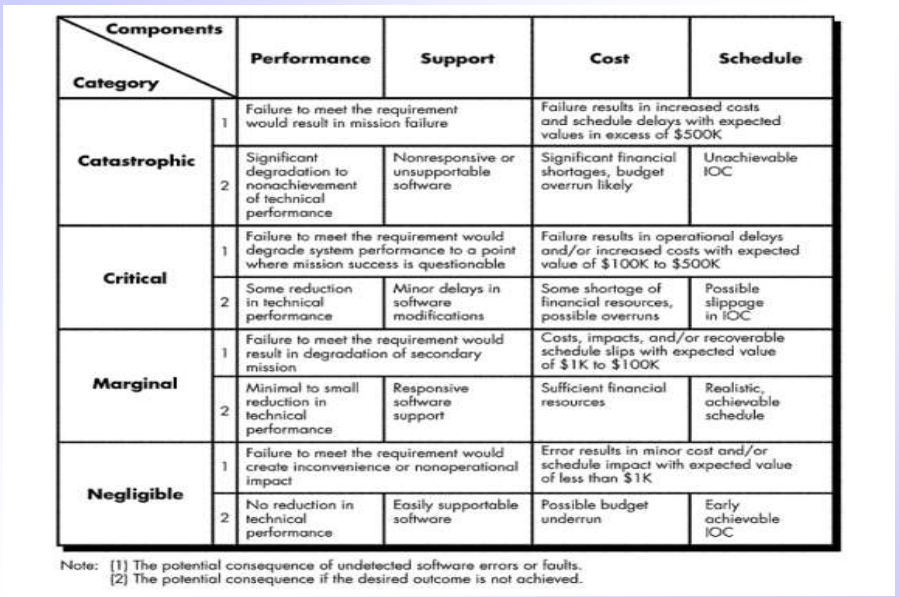 Components
Category
Performance
Support
Cost
Schedule
Catastrophic
1
Failure to meet the requirement
would result in mission failure
Failure results in increased costs
and schedule delays with expected
values in excess of $500K
2
Significant
degradation to
nonachievement
of technical
performance
Nonresponsive or
unsupportable
software
Significant financial
shortages, budget
overrun likely
Unachievable
IOC
Critical
1
Failure to meet the requirement would
degrade system performance to a point
where mission success is questionable
Failure results in operational delays
and/or increased costs with expected
value of $100K to $500K
2
Some reduction
in technical
performance
Minor delays in
software
modifications
Some shortage of
financial resources,
possible overruns
Possible
slippage
in IOC
Marginal
1
Failure to meet the requirement would
result in degradation of secondary
mission
Costs, impacts, and/or recoverable
schedule slips with expected value
of $1K to $100K
2
Minimal to small
reduction in
technical
performance
Responsive
software
support
Sufficient financial
resources
Realistic,
achievable
schedule
Negligible
1
Failure to meet the requirement would
create inconvenience or nonoperational
impact
Error results in minor cost and/or
schedule impact with expected value
of less than $1K
2
No reduction in
technical
performance
Easily supportable
software
Possible budget
underrun
Early
achievable
IOC
Note: (1) The potential consequence of undetected software errors or faults.
(2) The potential consequence if the desired outcome is not achieved.